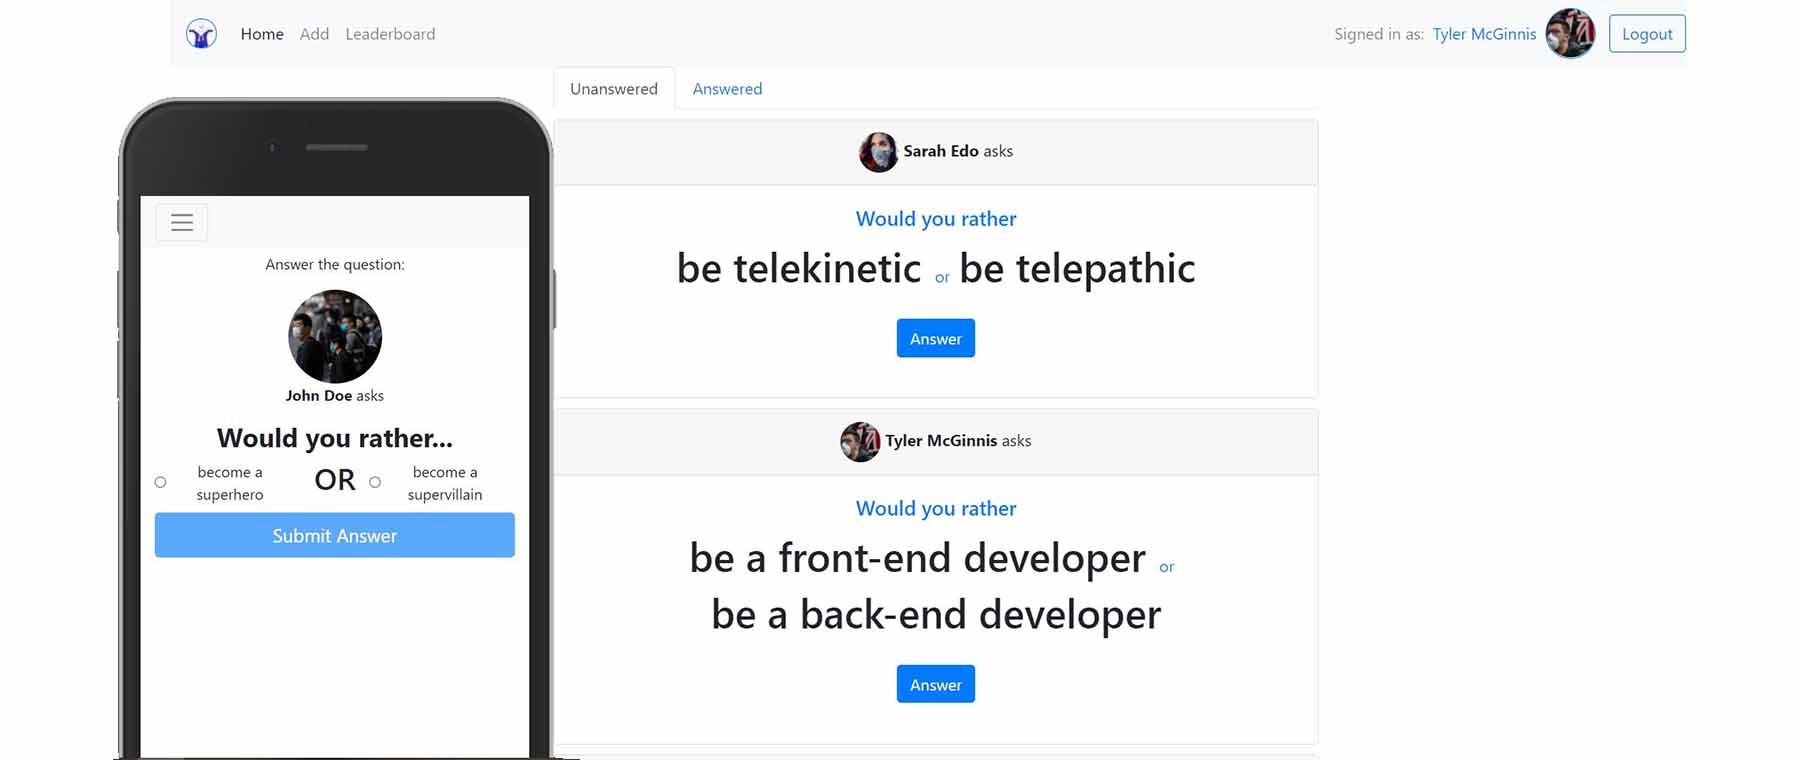 Home Add Leaderboard
Signed in as: Tyler McGinnis Logout
Unanswered Answered
Sarah Edo asks
Would you rather
be telekinetic or be telepathic
Answer
Tyler McGinnis asks
Would you rather
be a front-end developer or
be a back-end developer
Answer
Answer the question:
John Doe asks
Would you rather...
become a superhero
OR
become a supervillain
Submit Answer